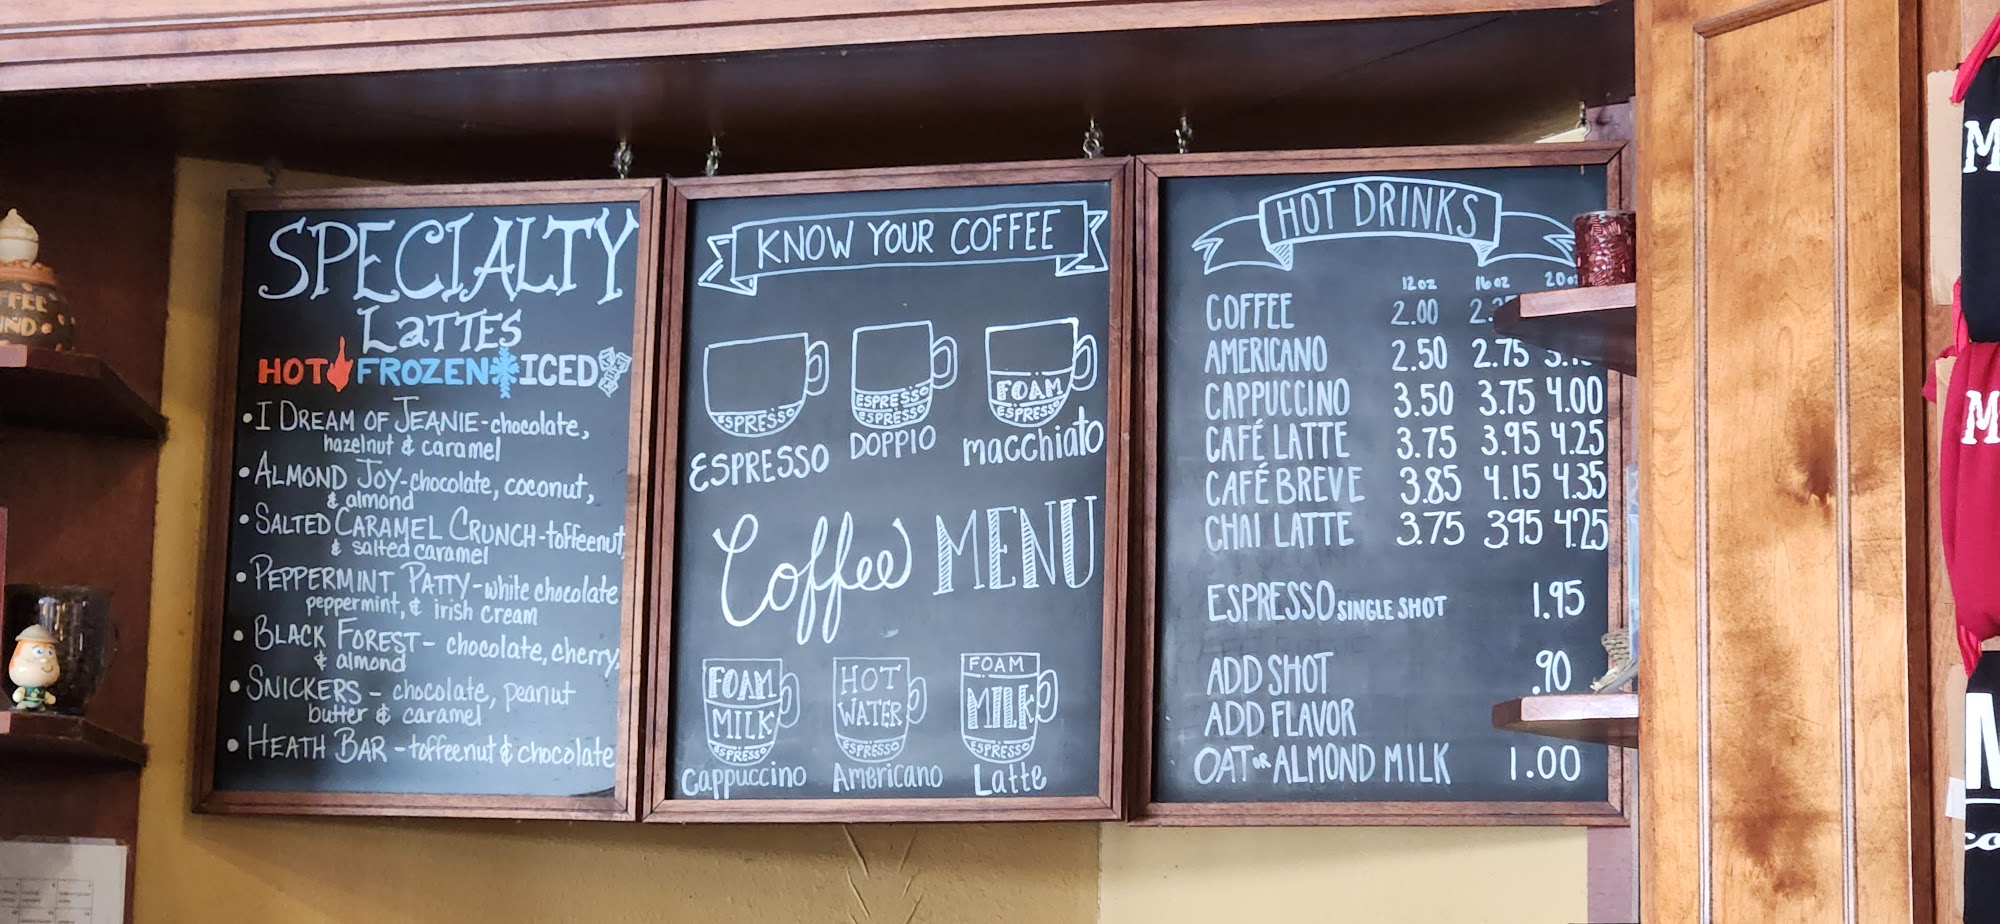 SPECIALTY
LaTTES
HOT FROZEN ICED
• I DREAM OF JEANIE - chocolate,
hazelnut & caramel
• ALMOND JOY - chocolate, coconut,
& almond
• SALTED CARAMEL CRUNCH - toffeenut,
& salted caramel
• PEPPERMINT PATTY - white chocolate
peppermint, & irish cream
• BLACK FOREST - chocolate, cherry,
& almond
• SNICKERS - chocolate, peanut
butter & caramel
• HEATH BAR - toffeenut & chocolate
KNOW YOUR COFFEE
ESPRESSO
ESPRESSO
ESPRESSO
ESPRESSO
DOPPIO
FOAM
ESPRESSO
macchiato
Coffee MENU
FOAM
MILK
ESPRESSO
Cappuccino
HOT
WATER
ESPRESSO
Americano
FOAM
MILK
ESPRESSO
Latte
HOT DRINKS
12oz 16oz 20oz
COFFEE 2.00
AMERICANO 2.50 2.75
CAPPUCCINO 3.50 3.75 4.00
CAFÉ LATTE 3.75 3.95 4.25
CAFÉ BREVE 3.85 4.15 4.35
CHAI LATTE 3.75 395 425
ESPRESSO SINGLE SHOT 1.95
ADD SHOT .90
ADD FLAVOR
OAT OR ALMOND MILK 1.00
M
M